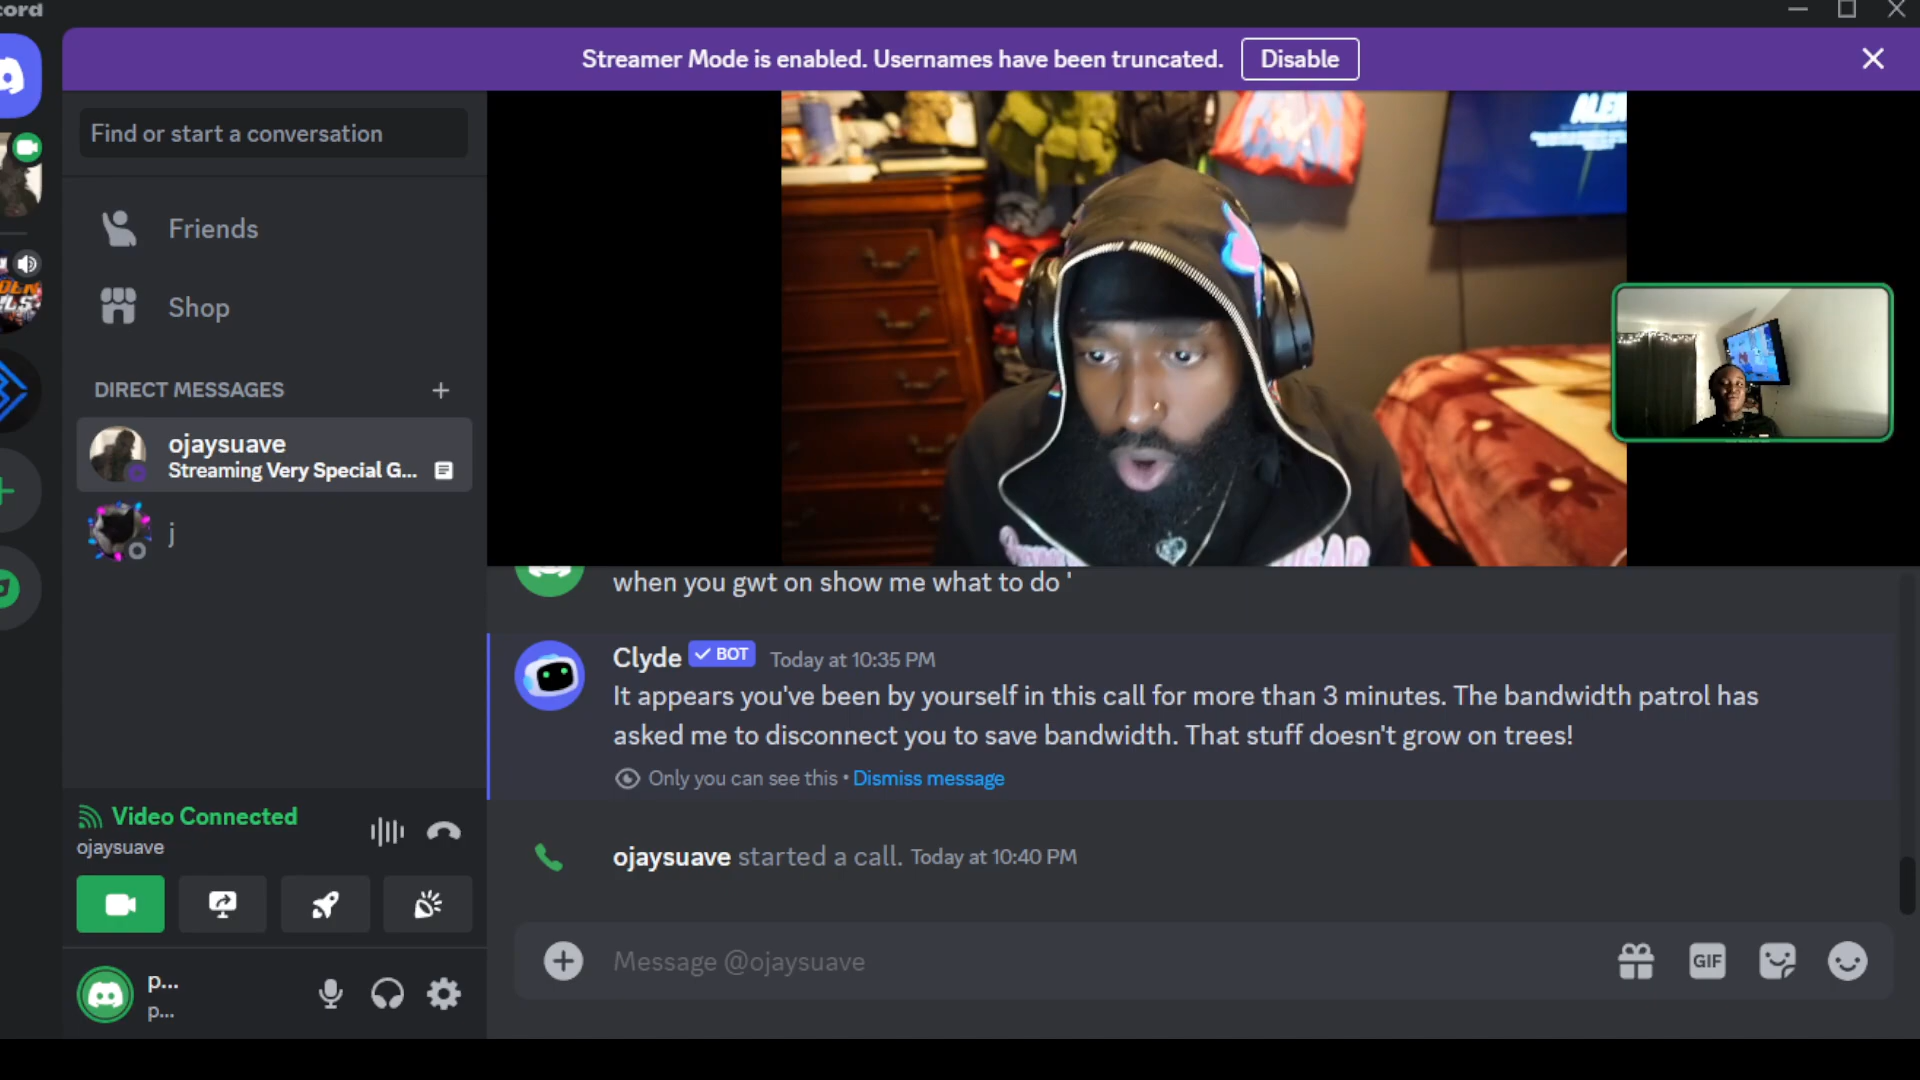 cord
Streamer Mode is enabled. Usernames have been truncated.
Disable
Find or start a conversation
Friends
Shop
DIRECT MESSAGES
ojaysuave
Streaming Very Special G...
j
when you gwt on show me what to do '
Clyde
BOT
Today at 10:35 PM
It appears you've been by yourself in this call for more than 3 minutes. The bandwidth patrol has
asked me to disconnect you to save bandwidth. That stuff doesn't grow on trees!
Only you can see this • Dismiss message
ojaysuave started a call. Today at 10:40 PM
Message @ojaysuave
GIF
Video Connected
ojaysuave
p...
p...